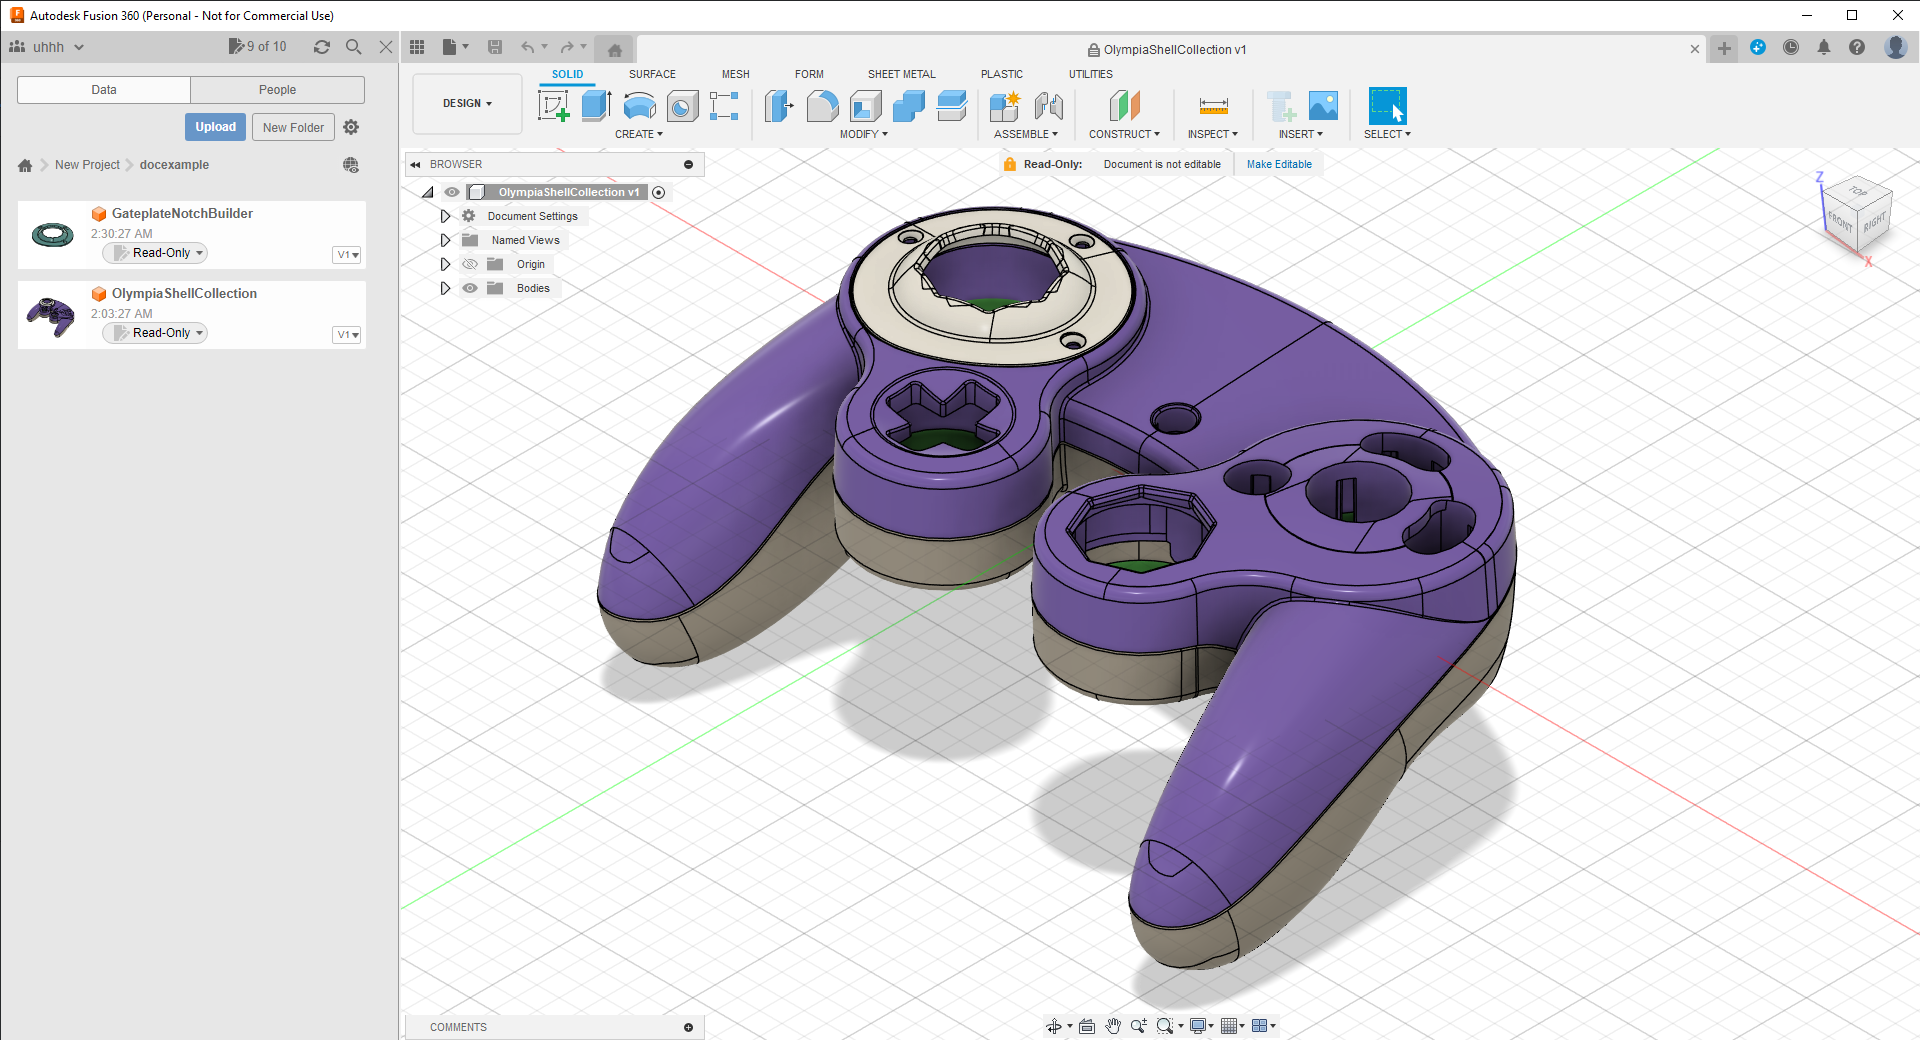 Autodesk Fusion 360 (Personal - Not for Commercial Use)
uhhh
9 of 10
OlympiaShellCollection v1
Data
People
Upload
New Folder
New Project
docexample
GateplateNotchBuilder
2:30:27 AM
Read-Only
V1
OlympiaShellCollection
2:03:27 AM
Read-Only
V1
DESIGN
SOLID
SURFACE
MESH
FORM
SHEET METAL
PLASTIC
UTILITIES
CREATE
MODIFY
ASSEMBLE
CONSTRUCT
INSPECT
INSERT
SELECT
BROWSER
Read-Only:
Document is not editable
Make Editable
OlympiaShellCollection v1
Document Settings
Named Views
Origin
Bodies
Z
TOP
FRONT
RIGHT
X
COMMENTS